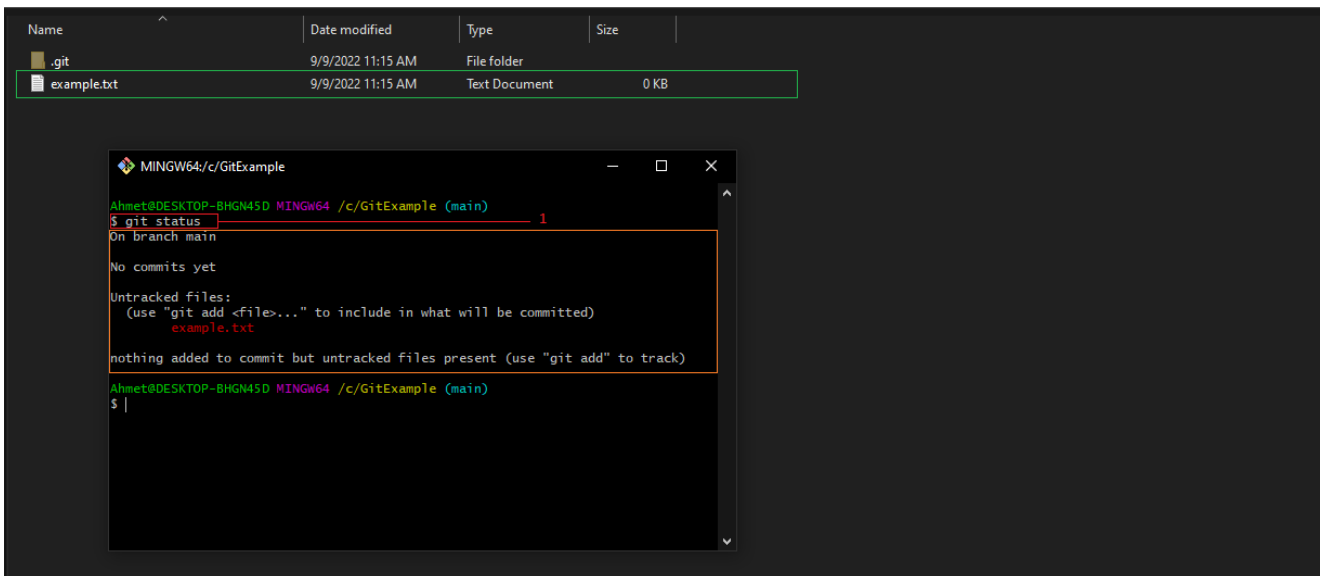 Name Date modified Type Size
.git 9/9/2022 11:15 AM File folder
example.txt 9/9/2022 11:15 AM Text Document 0 KB
MINGW64:/c/GitExample
Ahmet@DESKTOP-BHGN45D MINGW64 /c/GitExample (main)
$ git status 1
On branch main
No commits yet
Untracked files:
(use "git add <file>..." to include in what will be committed)
example.txt
nothing added to commit but untracked files present (use "git add" to track)
Ahmet@DESKTOP-BHGN45D MINGW64 /c/GitExample (main)
$